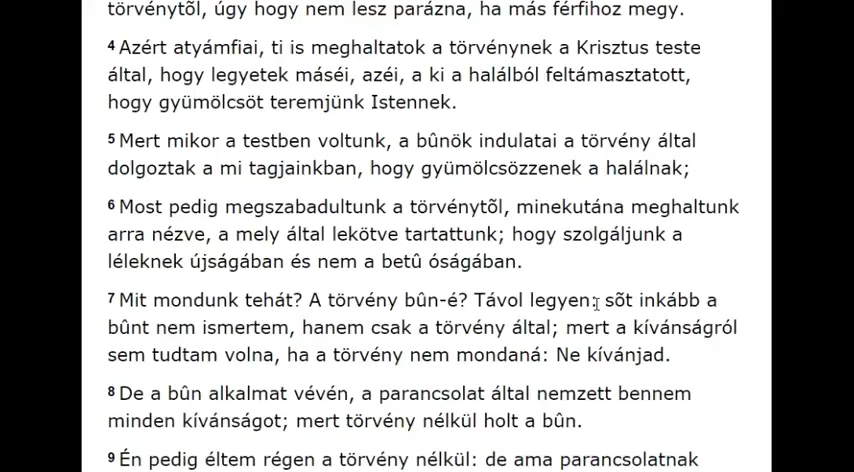 törvénytõl, úgy hogy nem lesz parázna, ha más férfihoz megy.
4 Azért atyámfiai, ti is meghaltatok a törvénynek a Krisztus teste
által, hogy legyetek máséi, azéi, a ki a halálból feltámasztatott,
hogy gyümölcsöt teremjünk Istennek.
5 Mert mikor a testben voltunk, a bûnök indulatai a törvény által
dolgoztak a mi tagjainkban, hogy gyümölcsözzenek a halálnak;
6 Most pedig megszabadultunk a törvénytõl, minekutána meghaltunk
arra nézve, a mely által lekötve tartattunk; hogy szolgáljunk a
léleknek újságában és nem a betû óságában.
7 Mit mondunk tehát? A törvény bûn-é? Távol legyen: sõt inkább a
bûnt nem ismertem, hanem csak a törvény által; mert a kívánságról
sem tudtam volna, ha a törvény nem mondaná: Ne kívánjad.
8 De a bûn alkalmat vévén, a parancsolat által nemzett bennem
minden kívánságot; mert törvény nélkül holt a bûn.
9 Én pedig éltem régen a törvény nélkül: de ama parancsolatnak